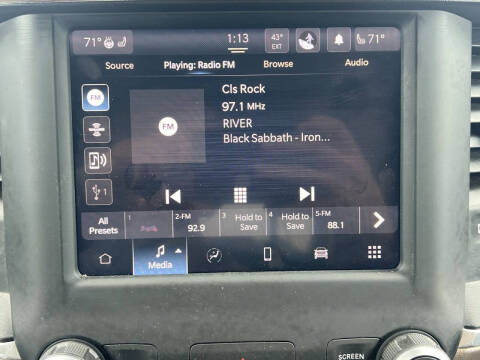 71° 1:13 43° EXT 71°
Source Playing: Radio FM Browse Audio
FM
Cls Rock
97.1 MHz
FM
RIVER
Black Sabbath - Iron...
1
All Presets 1 2-FM 92.9 3 Hold to Save 4 Hold to Save 5-FM 88.1
Media
SCREEN